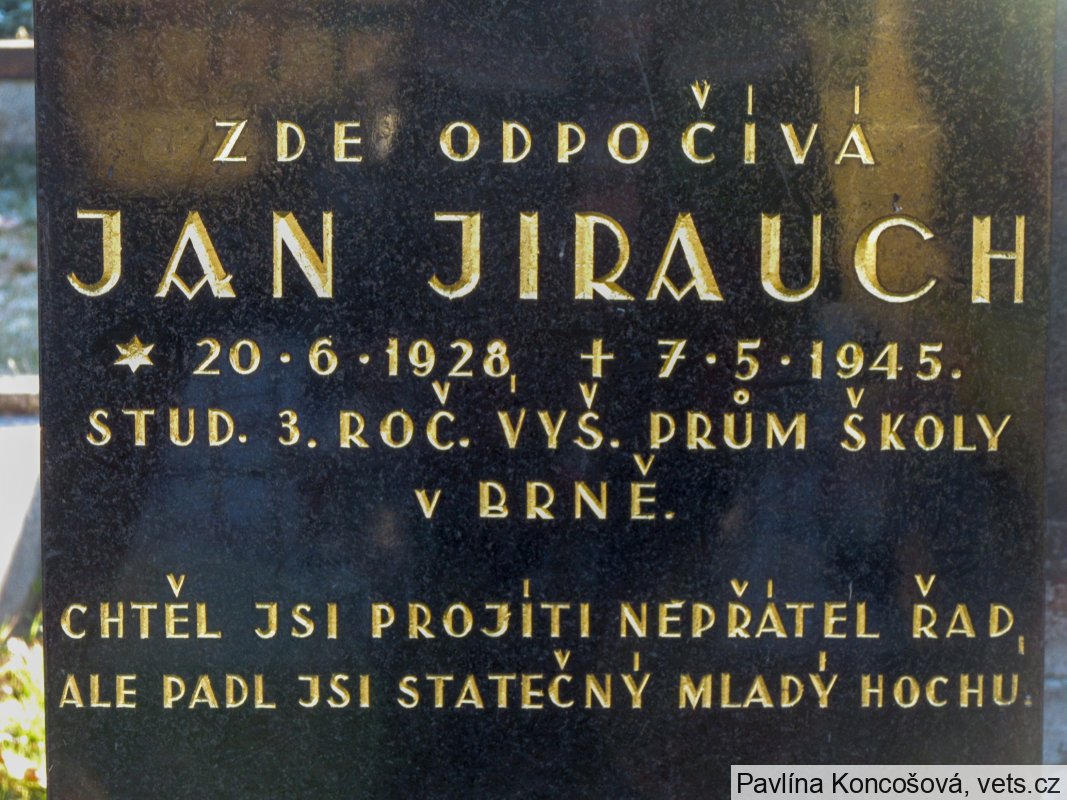 ZDE ODPOČÍVÁ
JAN JIRAUCH
✶ 20·6·1928 ✝ 7·5·1945.
STUD. 3. ROČ. VYŠ. PRŮM ŠKOLY
V BRNĚ.
CHTĚL JSI PROJÍTI NEPŘÁTEL ŘAD,
ALE PADL JSI STATEČNÝ MLADÝ HOCHU.
Pavlína Koncošová, vets.cz